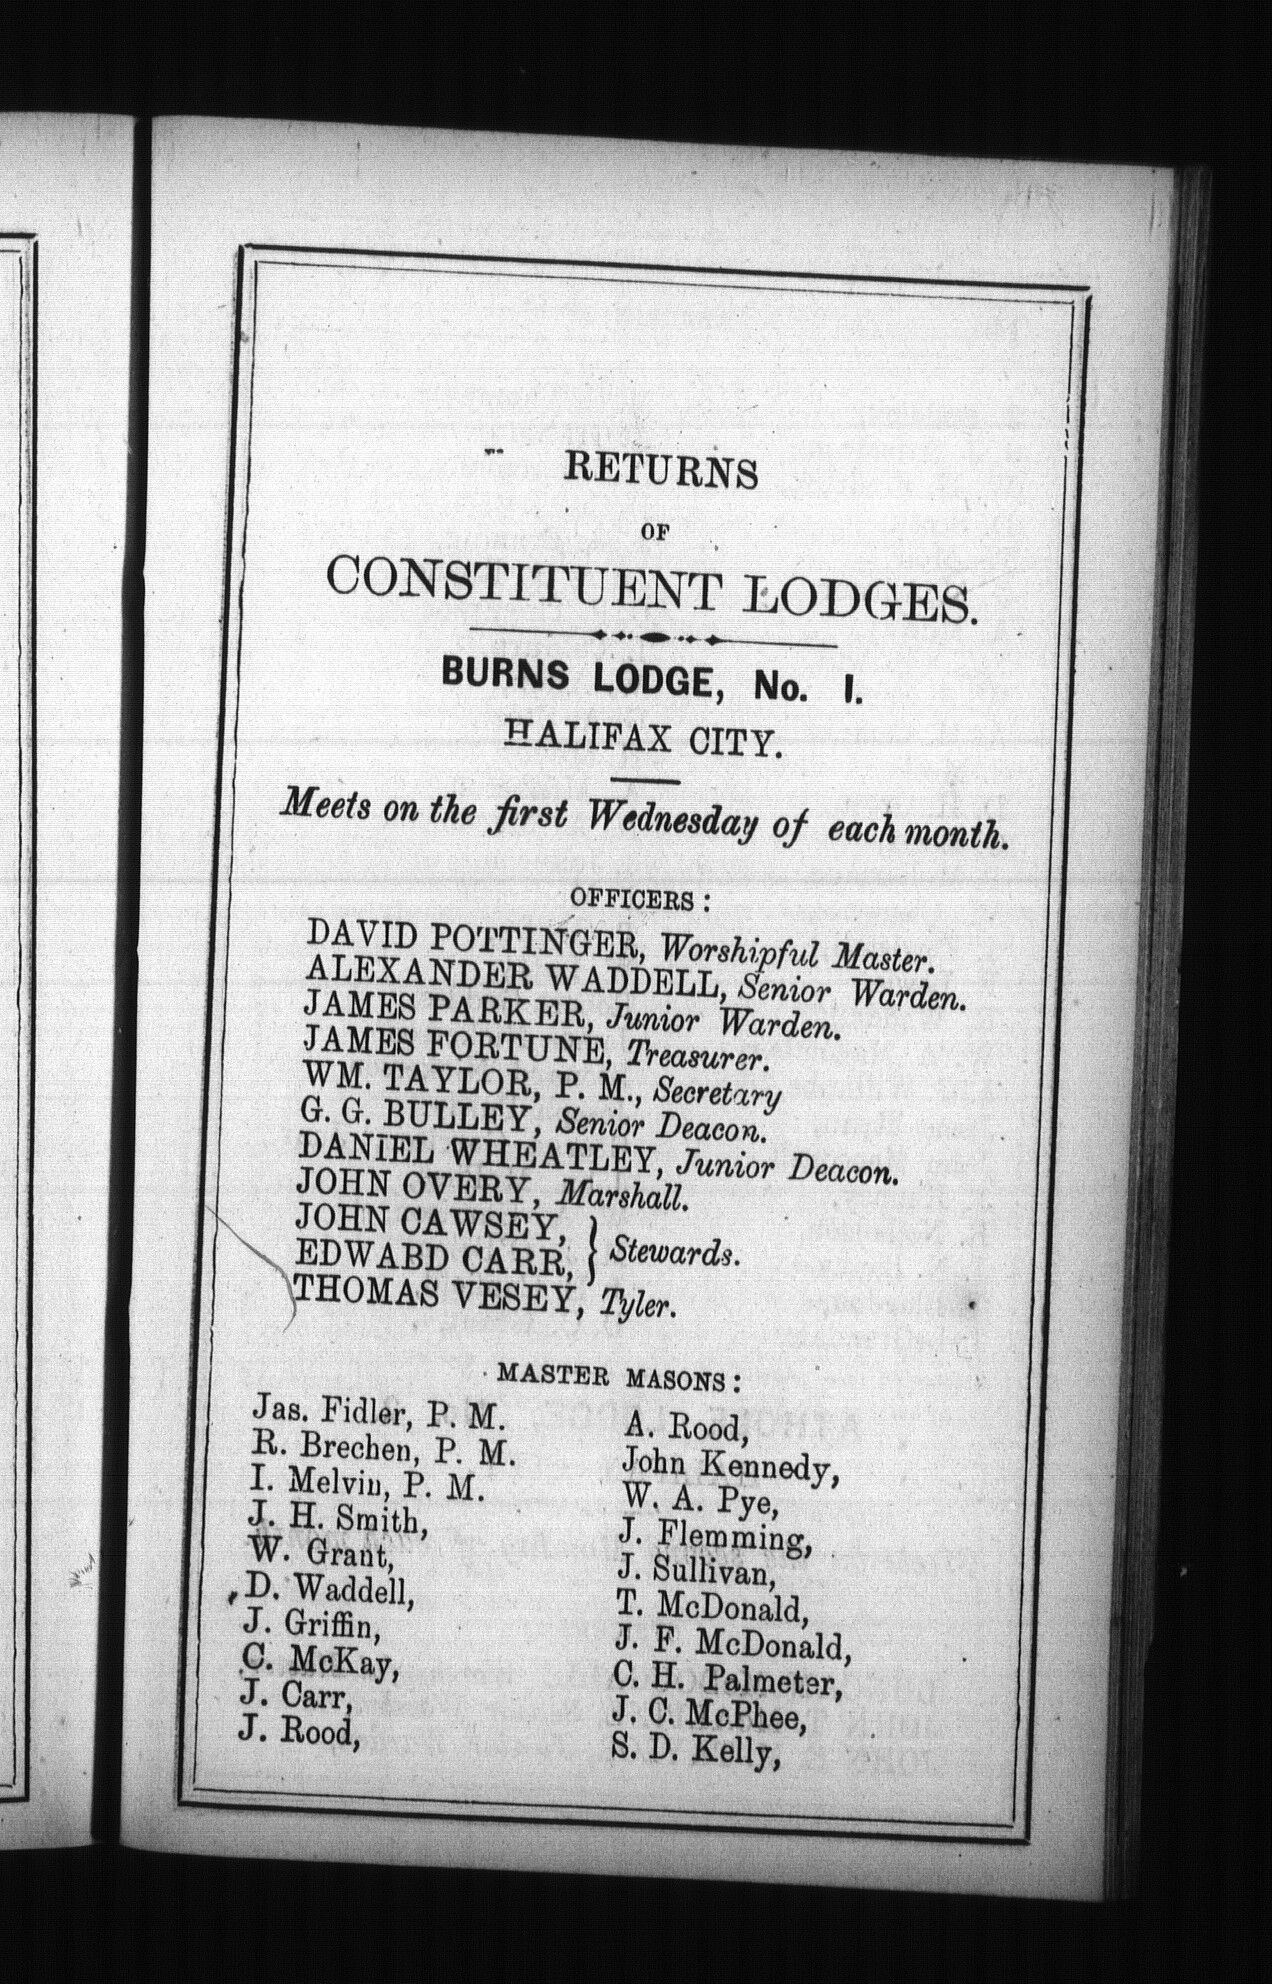 RETURNS
OF
CONSTITUENT LODGES.
BURNS LODGE, No. 1.
HALIFAX CITY.
Meets on the first Wednesday of each month.
OFFICERS:
DAVID POTTINGER, Worshipful Master.
ALEXANDER WADDELL, Senior Warden.
JAMES PARKER, Junior Warden.
JAMES FORTUNE, Treasurer.
WM. TAYLOR, P. M., Secretary
G. G. BULLEY, Senior Deacon.
DANIEL WHEATLEY, Junior Deacon.
JOHN OVERY, Marshall.
JOHN CAWSEY,
EDWABD CARR, } Stewards.
THOMAS VESEY, Tyler.
MASTER MASONS:
Jas. Fidler, P. M.
R. Brechen, P. M.
I. Melvin, P. M.
J. H. Smith,
W. Grant,
D. Waddell,
J. Griffin,
C. McKay,
J. Carr,
J. Rood,
A. Rood,
John Kennedy,
W. A. Pye,
J. Flemming,
J. Sullivan,
T. McDonald,
J. F. McDonald,
C. H. Palmeter,
J. C. McPhee,
S. D. Kelly,